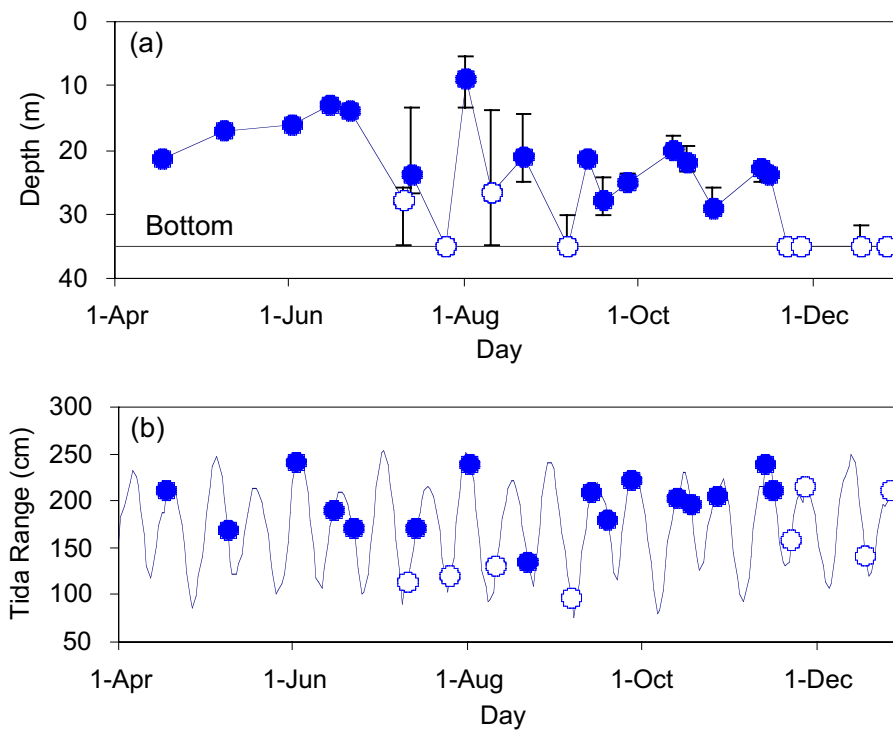 0
(a)
10
20
30
Bottom
40
Depth (m)
1-Apr
1-Jun
1-Aug
1-Oct
1-Dec
Day
300
(b)
250
200
150
100
50
Tida Range (cm)
1-Apr
1-Jun
1-Aug
1-Oct
1-Dec
Day